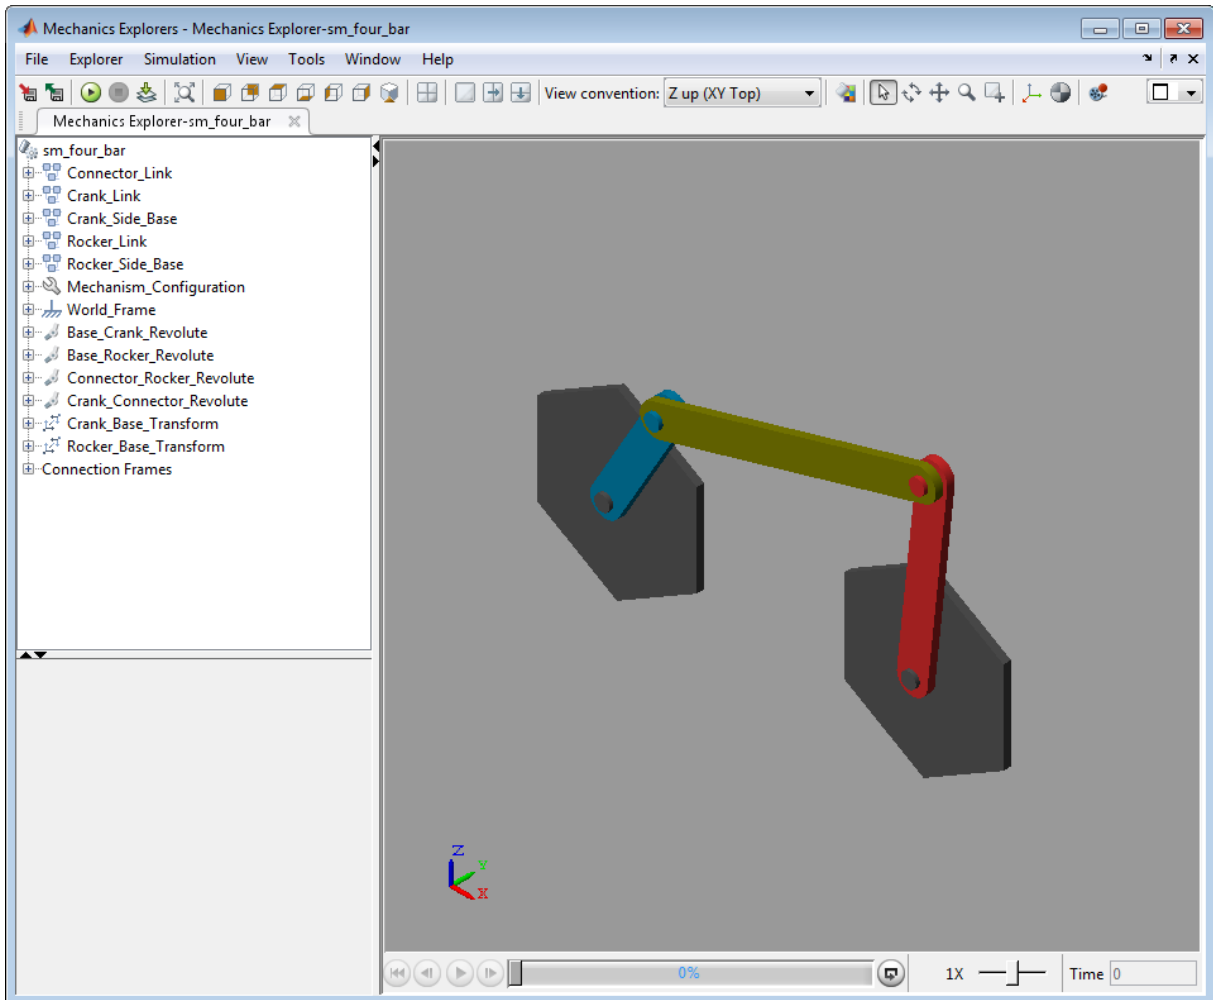 Mechanics Explorers - Mechanics Explorer-sm_four_bar
File Explorer Simulation View Tools Window Help
View convention: Z up (XY Top)
Mechanics Explorer-sm_four_bar
sm_four_bar
Connector_Link
Crank_Link
Crank_Side_Base
Rocker_Link
Rocker_Side_Base
Mechanism_Configuration
World_Frame
Base_Crank_Revolute
Base_Rocker_Revolute
Connector_Rocker_Revolute
Crank_Connector_Revolute
Crank_Base_Transform
Rocker_Base_Transform
Connection Frames
Z
Y
X
0% 1X Time 0